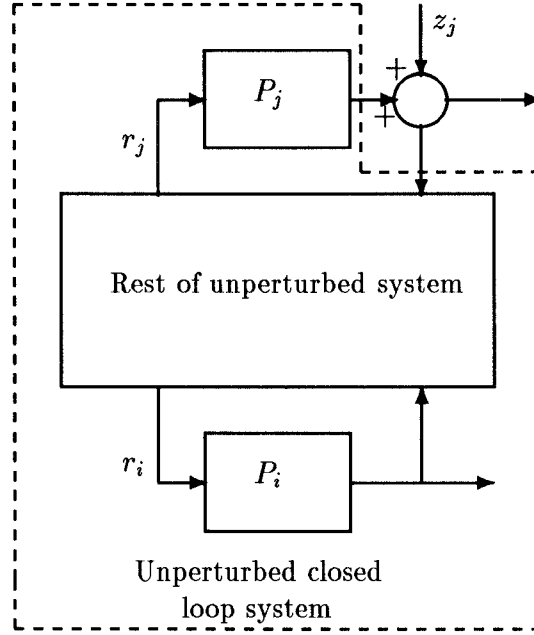 z_j
+
P_j
+
r_j
Rest of unperturbed system
r_i
P_i
Unperturbed closed
loop system